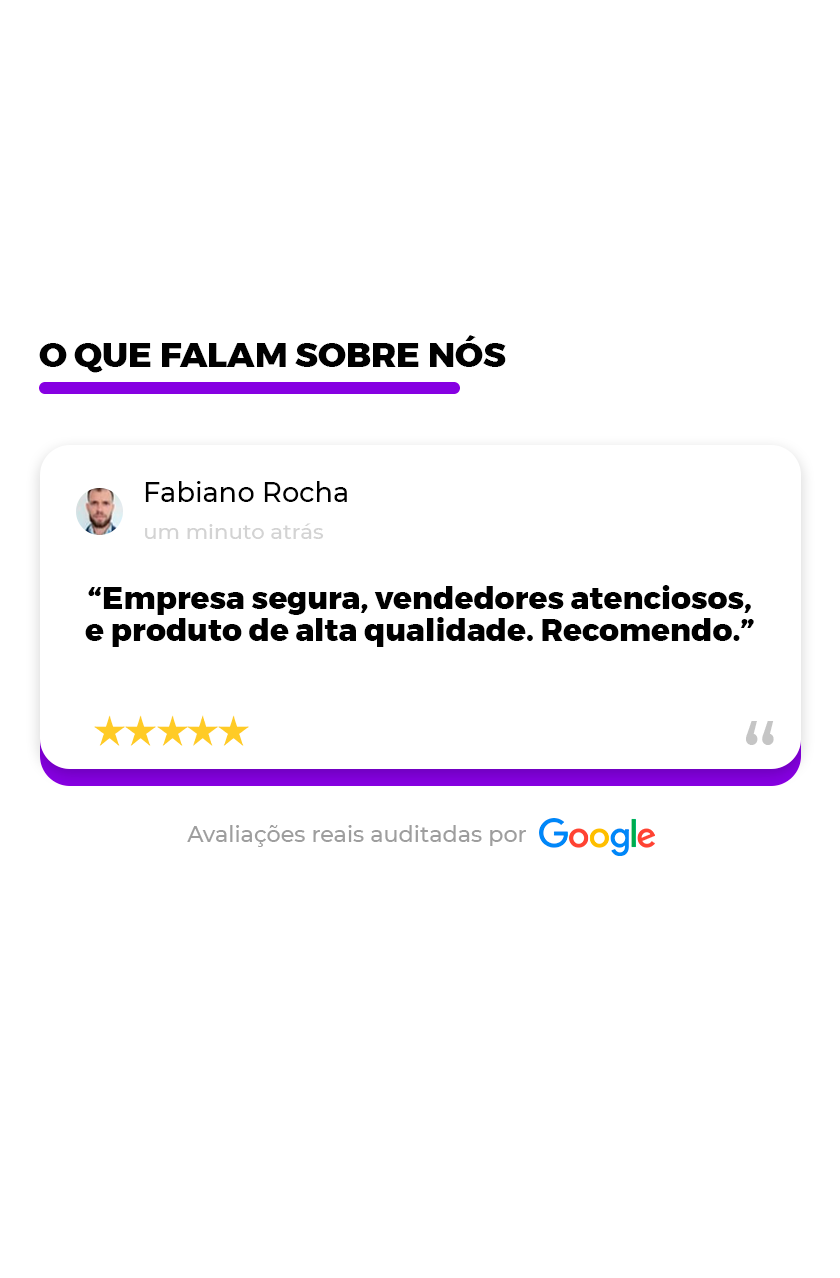 O QUE FALAM SOBRE NÓS
Fabiano Rocha
um minuto atrás
“Empresa segura, vendedores atenciosos,
e produto de alta qualidade. Recomendo.”
“
Avaliações reais auditadas por Google